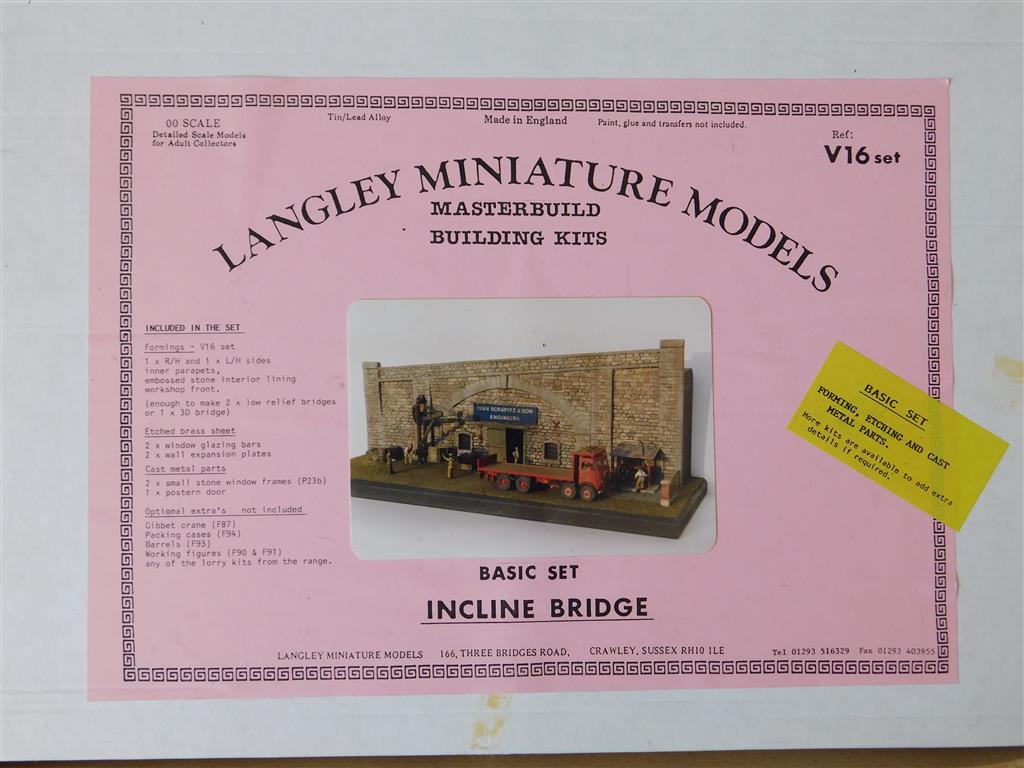 00 SCALE
Detailed Scale Models
for Adult Collectors
Tin/Lead Alloy
Made in England
Paint, glue and transfers not included.
Ref:
V16 set
LANGLEY MINIATURE MODELS
MASTERBUILD
BUILDING KITS
INCLUDED IN THE SET
Formings - V16 set
1 x R/H and 1 x L/H sides
inner parapets,
embossed stone interior lining
workshop front.
(enough to make 2 x low relief bridges
or 1 x 3D bridge)
Etched brass sheet
2 x window glazing bars
2 x wall expansion plates
Cast metal parts
2 x small stone window frames (P23b)
1 x postern door
Optional extra's not included
Gibbet crane (F87)
Packing cases (F94)
Barrels (F93)
Working figures (F90 & F91)
any of the lorry kits from the range.
IVAN SCRAPITZ & SON
ENGINEERS
BASIC SET
FORMING, ETCHING AND CAST
METAL PARTS.
More kits are available to add extra
details if required.
BASIC SET
INCLINE BRIDGE
LANGLEY MINIATURE MODELS 166, THREE BRIDGES ROAD, CRAWLEY, SUSSEX RH10 1LE
Tel 01293 516329 Fax 01293 403955